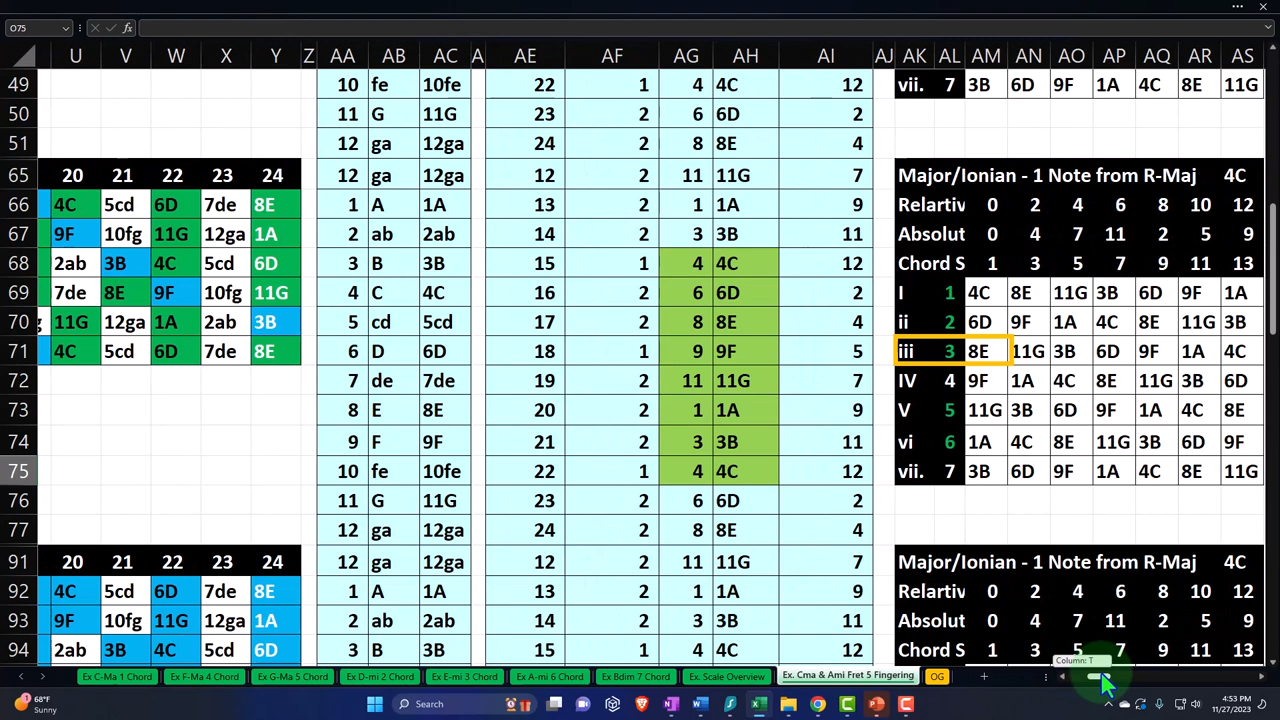 O75
fx
U V W X Y Z AA AB AC A AE AF AG AH AI AJ AK AL AM AN AO AP AQ AR AS
49 10 fe 10fe 22 1 4 4C 12 vii. 7 3B 6D 9F 1A 4C 8E 11G
50 11 G 11G 23 2 6 6D 2
51 12 ga 12ga 24 2 8 8E 4
65 20 21 22 23 24 12 ga 12ga 12 2 11 11G 7 Major/Ionian - 1 Note from R-Maj 4C
66 4C 5cd 6D 7de 8E 1 A 1A 13 2 1 1A 9 Relartiv 0 2 4 6 8 10 12
67 9F 10fg 11G 12ga 1A 2 ab 2ab 14 2 3 3B 11 Absolut 0 4 7 11 2 5 9
68 2ab 3B 4C 5cd 6D 3 B 3B 15 1 4 4C 12 Chord S 1 3 5 7 9 11 13
69 7de 8E 9F 10fg 11G 4 C 4C 16 2 6 6D 2 I 1 4C 8E 11G 3B 6D 9F 1A
70 11G 12ga 1A 2ab 3B 5 cd 5cd 17 2 8 8E 4 ii 2 6D 9F 1A 4C 8E 11G 3B
71 4C 5cd 6D 7de 8E 6 D 6D 18 1 9 9F 5 iii 3 8E 11G 3B 6D 9F 1A 4C
72 7 de 7de 19 2 11 11G 7 IV 4 9F 1A 4C 8E 11G 3B 6D
73 8 E 8E 20 2 1 1A 9 V 5 11G 3B 6D 9F 1A 4C 8E
74 9 F 9F 21 2 3 3B 11 vi 6 1A 4C 8E 11G 3B 6D 9F
75 10 fe 10fe 22 1 4 4C 12 vii. 7 3B 6D 9F 1A 4C 8E 11G
76 11 G 11G 23 2 6 6D 2
77 12 ga 12ga 24 2 8 8E 4
91 20 21 22 23 24 12 ga 12ga 12 2 11 11G 7 Major/Ionian - 1 Note from R-Maj 4C
92 4C 5cd 6D 7de 8E 1 A 1A 13 2 1 1A 9 Relartiv 0 2 4 6 8 10 12
93 9F 10fg 11G 12ga 1A 2 ab 2ab 14 2 3 3B 11 Absolut 0 4 7 11 2 5 9
94 2ab 3B 4C 5cd 6D 3 B 3B 15 1 4 4C 12 Chord S 1 3 5 7 9 11 13
Column: T
Ex C-Ma 1 Chord Ex F-Ma 4 Chord Ex G-Ma 5 Chord Ex D-mi 2 Chord Ex E-mi 3 Chord Ex A-mi 6 Chord Ex Bdim 7 Chord Ex. Scale Overview Ex. Cma & Ami Fret 5 Fingering OG
68°F
Sunny
Search
4:53 PM
11/27/2023